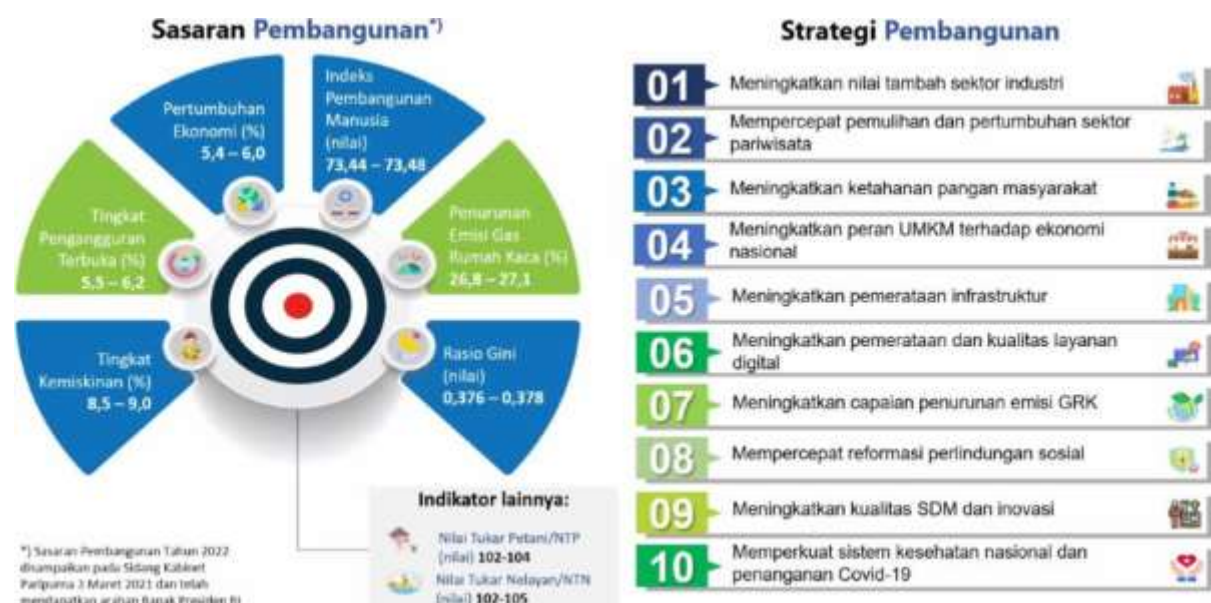 Sasaran Pembangunan*)
Pertumbuhan
Ekonomi (%)
5,4 – 6,0
Indeks
Pembangunan
Manusia
(nilai)
73,44 – 73,48
Tingkat
Pengangguran
Terbuka (%)
5,5 – 6,2
Penurunan
Emisi Gas
Rumah Kaca (%)
26,8 – 27,1
Tingkat
Kemiskinan (%)
8,5 – 9,0
Rasio Gini
(nilai)
0,376 – 0,378
Indikator lainnya:
Nilai Tukar Petani/NTP
(nilai) 102-104
Nilai Tukar Nelayan/NTN
(nilai) 102-105
*) Sasaran Pembangunan Tahun 2022
disampaikan pada Sidang Kabinet
Paripurna 3 Maret 2021 dan telah
mendapatkan arahan Bapak Presiden RI
Strategi Pembangunan
01 Meningkatkan nilai tambah sektor industri
02 Mempercepat pemulihan dan pertumbuhan sektor
pariwisata
03 Meningkatkan ketahanan pangan masyarakat
04 Meningkatkan peran UMKM terhadap ekonomi
nasional
05 Meningkatkan pemerataan infrastruktur
06 Meningkatkan pemerataan dan kualitas layanan
digital
07 Meningkatkan capaian penurunan emisi GRK
08 Mempercepat reformasi perlindungan sosial
09 Meningkatkan kualitas SDM dan inovasi
10 Memperkuat sistem kesehatan nasional dan
penanganan Covid-19